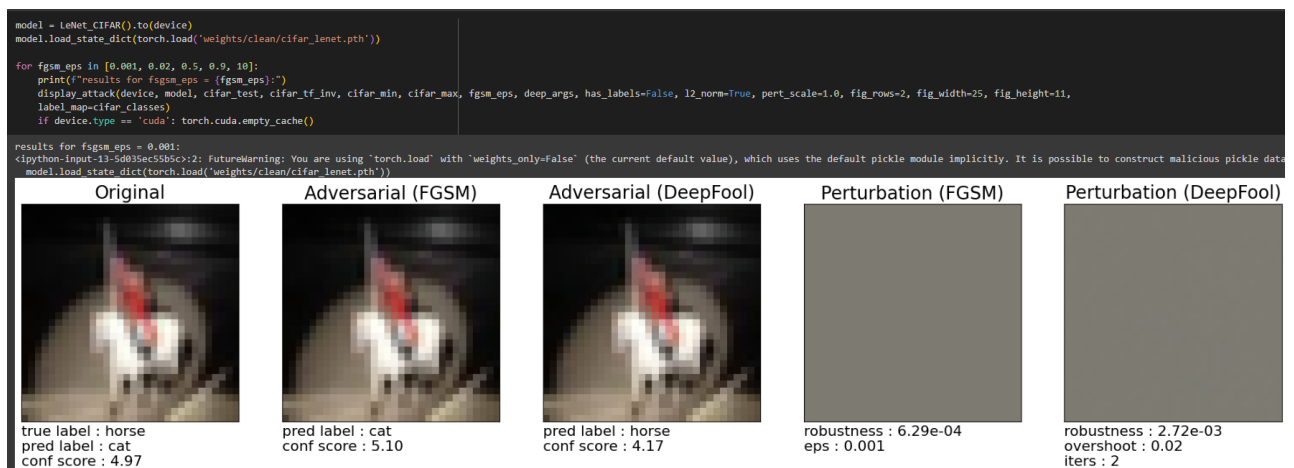 model = LeNet_CIFAR().to(device)
model.load_state_dict(torch.load('weights/clean/cifar_lenet.pth'))
for fgsm_eps in [0.001, 0.02, 0.5, 0.9, 10]:
print(f"results for fsgsm_eps = {fgsm_eps}:")
display_attack(device, model, cifar_test, cifar_tf_inv, cifar_min, cifar_max, fgsm_eps, deep_args, has_labels=False, l2_norm=True, pert_scale=1.0, fig_rows=2, fig_width=25, fig_height=11,
label_map=cifar_classes)
if device.type == 'cuda': torch.cuda.empty_cache()
results for fsgsm_eps = 0.001:
<ipython-input-13-5d035ec55b5c>:2: FutureWarning: You are using `torch.load` with `weights_only=False` (the current default value), which uses the default pickle module implicitly. It is possible to construct malicious pickle data
model.load_state_dict(torch.load('weights/clean/cifar_lenet.pth'))
Original Adversarial (FGSM) Adversarial (DeepFool) Perturbation (FGSM) Perturbation (DeepFool)
true label : horse
pred label : cat
conf score : 4.97
pred label : cat
conf score : 5.10
pred label : horse
conf score : 4.17
robustness : 6.29e-04
eps : 0.001
robustness : 2.72e-03
overshoot : 0.02
iters : 2